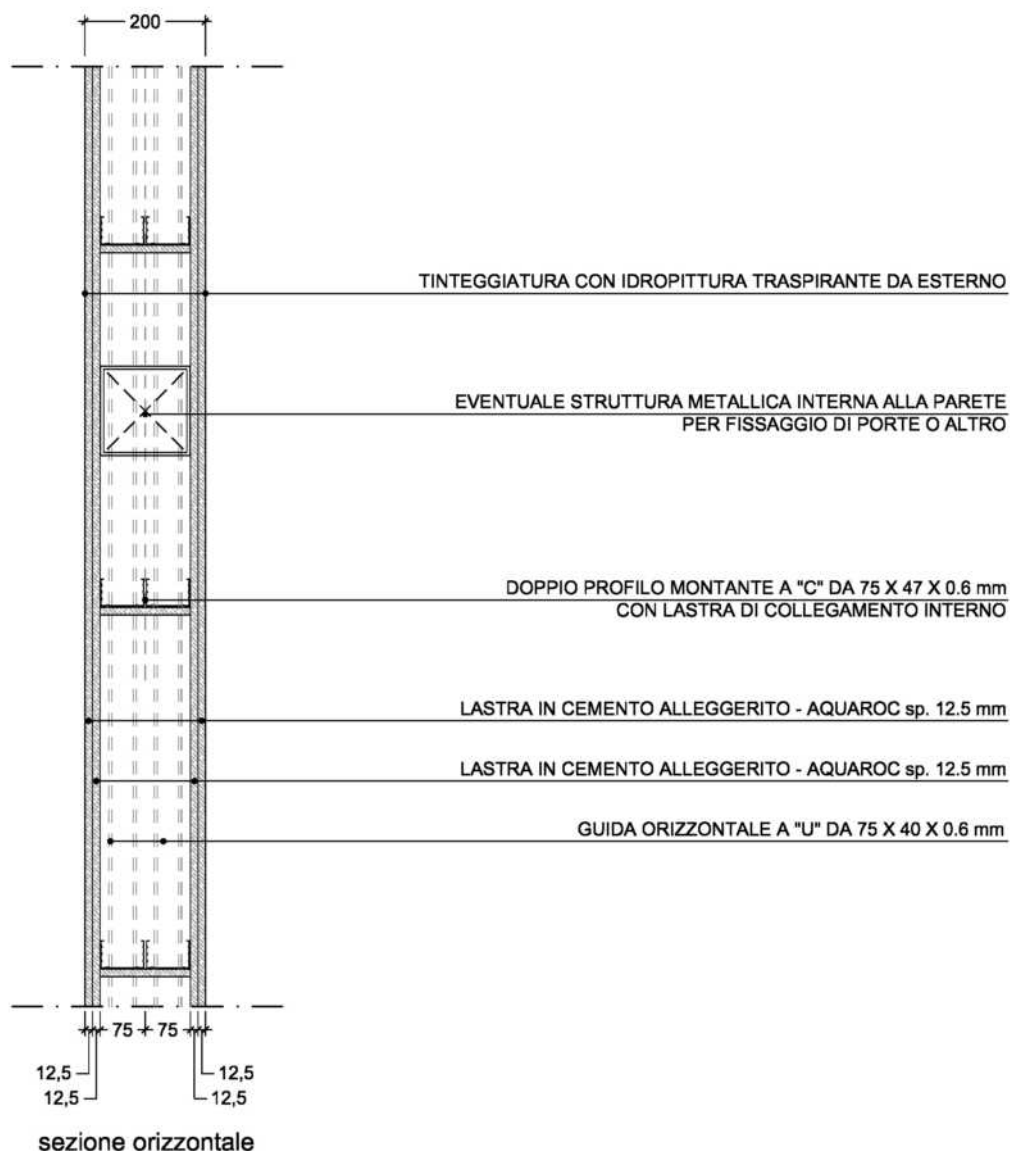 200
TINTEGGIATURA CON IDROPITTURA TRASPIRANTE DA ESTERNO
EVENTUALE STRUTTURA METALLICA INTERNA ALLA PARETE
PER FISSAGGIO DI PORTE O ALTRO
DOPPIO PROFILO MONTANTE A "C" DA 75 X 47 X 0.6 mm
CON LASTRA DI COLLEGAMENTO INTERNO
LASTRA IN CEMENTO ALLEGGERITO - AQUAROC sp. 12.5 mm
LASTRA IN CEMENTO ALLEGGERITO - AQUAROC sp. 12.5 mm
GUIDA ORIZZONTALE A "U" DA 75 X 40 X 0.6 mm
75 75
12,5 12,5
12,5 12,5
sezione orizzontale